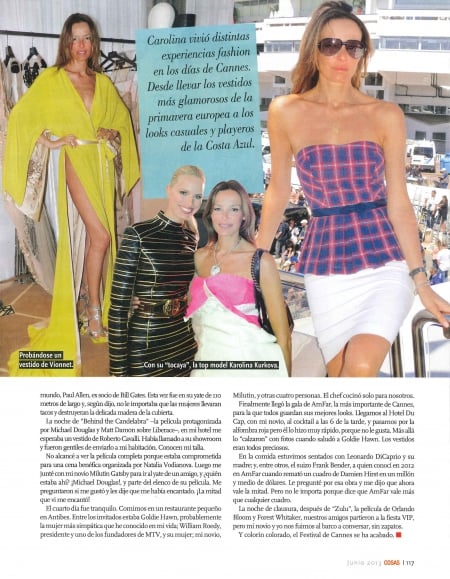 Carolina vivió distintas
experiencias fashion
en los días de Cannes.
Desde llevar los vestidos
más glamorosos de la
primavera europea a los
looks casuales y playeros
de la Costa Azul.
Probándose un
vestido de Vionnet.
Con su "tocaya", la top model Karolina Kurkova.
mundo, Paul Allen, ex socio de Bill Gates. Esta vez fue en su yate de 110
metros de largo y, según dijo, no le importaba que las mujeres llevaran
tacos y destruyeran la delicada madera de la cubierta.
La noche de "Behind the Candelabra" –la película protagonizada
por Michael Douglas y Matt Damon sobre Liberace–, en mi hotel me
esperaba un vestido de Roberto Cavalli. Había llamado a su showroom
y fueron gentiles de enviarlo a mi habitación. Conocen mi talla.
No alcancé a ver la película completa porque estaba comprometida
para una cena benéfica organizada por Natalia Vodianova. Luego me
junté con mi novio Milutin Gatsby para ir al yate de un amigo, y ¿quién
estaba ahí? ¡Michael Douglas!, y parte del elenco de su película. Me
preguntaron si me gustó y les dije que me había encantado. ¡La mitad
que vi me encantó!
El cuarto día fue tranquilo. Comimos en un restaurante pequeño
en Antibes. Entre los invitados estaba Goldie Hawn, probablemente
la mujer más simpática que he conocido en mi vida; William Roedy,
presidente y uno de los fundadores de MTV, y su mujer; mi novio,
Milutin, y otras cuatro personas. El chef cocinó solo para nosotros.
Finalmente llegó la gala de AmFar, la más importante de Cannes,
para la que todos guardan sus mejores looks. Llegamos al Hotel Du
Cap, con mi novio, al cocktail a las 6 de la tarde, y pasamos por la
alfombra roja pero él lo hizo muy rápido, porque no le gusta. Más allá
lo "calzaron" con fotos cuando saludó a Goldie Hawn. Los vestidos
eran todos preciosos.
En la comida estuvimos sentados con Leonardo DiCaprio y su
madre; y, entre otros, el suizo Frank Bender, a quien conocí en 2012
en AmFar cuando remató un cuadro de Damien Hirst en un millón y
medio de dólares. Le pregunté por esa obra y me dijo que ahora
vale la mitad. Pero no le importa porque dice que AmFar vale más
que cualquier cuadro.
La noche de clausura, después de "Zulu", la película de Orlando
Bloom y Forest Whitaker, nuestros amigos partieron a la fiesta VIP,
pero mi novio y yo nos fuimos al barco a conversar, sin zapatos.
Y colorín colorado, el Festival de Cannes se ha acabado.
Junio 2013 COSAS | 117